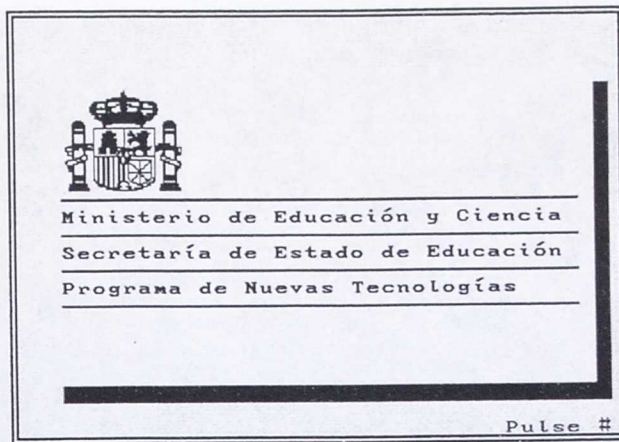 Ministerio de Educación y Ciencia
Secretaría de Estado de Educación
Programa de Nuevas Tecnologías
Pulse #